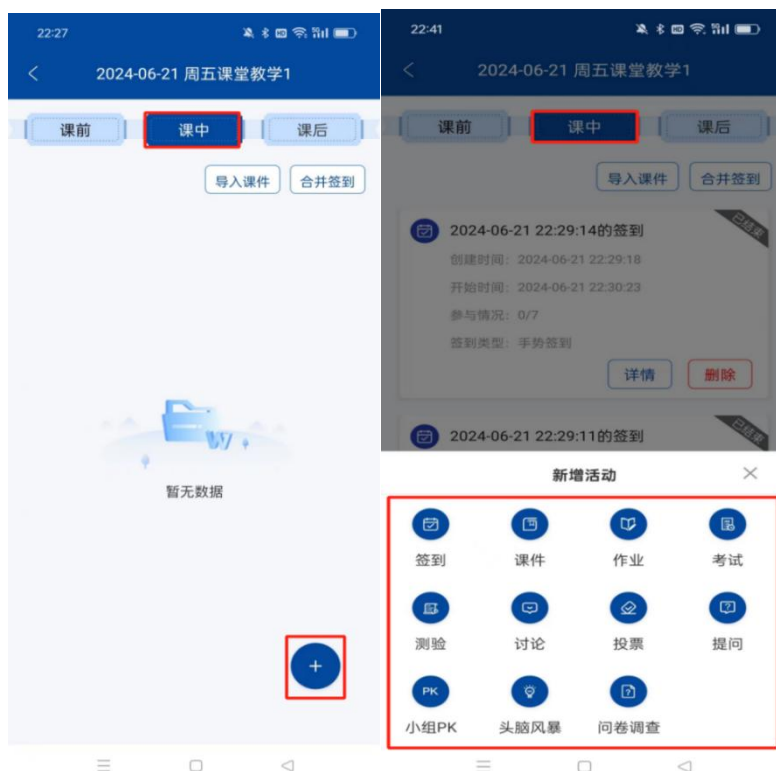 22:27
2024-06-21 周五课堂教学1
课前 课中 课后
导入课件 合并签到
暂无数据
+
22:41
2024-06-21 周五课堂教学1
课前 课中 课后
导入课件 合并签到
2024-06-21 22:29:14的签到
已结束
创建时间：2024-06-21 22:29:18
开始时间：2024-06-21 22:30:23
参与情况：0/7
签到类型：手势签到
详情 删除
2024-06-21 22:29:11的签到
已结束
新增活动
签到 课件 作业 考试
测验 讨论 投票 提问
PK
小组PK 头脑风暴 问卷调查